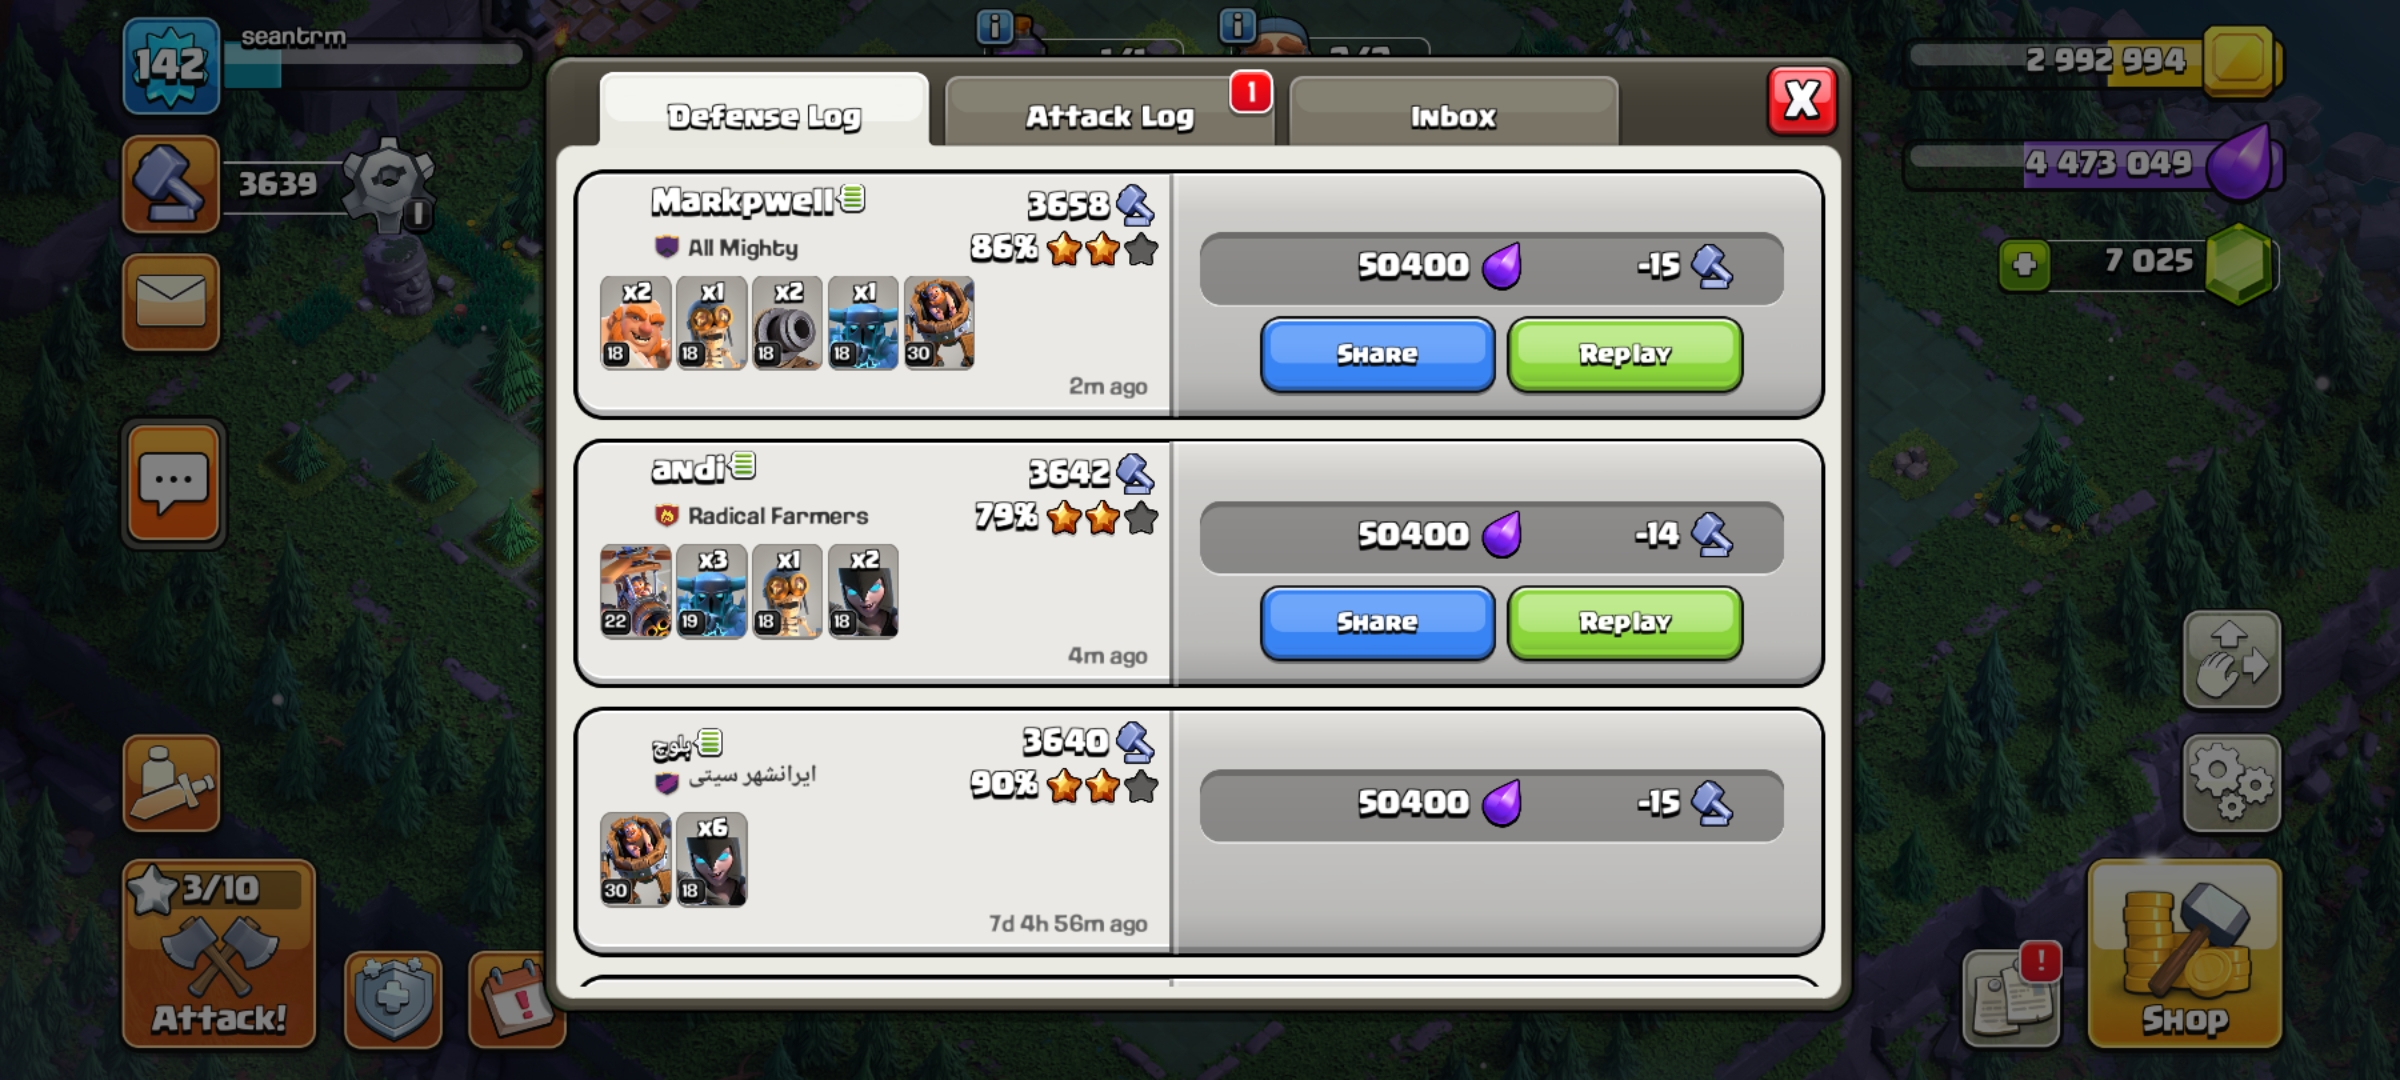 142
seantrm
1/1
2 992 994
Defense Log
Attack Log
1
Inbox
X
3639
I
4 473 049
7 025
Markpwell
3658
All Mighty
86%
x2
x1
x2
x1
18
18
18
18
30
2m ago
50400
-15
Share
Replay
andi
3642
Radical Farmers
79%
x3
x1
x2
22
19
18
18
4m ago
50400
-14
Share
Replay
بلوچ
3640
ایرانشهر سیتی
90%
x6
30
18
7d 4h 56m ago
50400
-15
3/10
Attack!
!
!
Shop